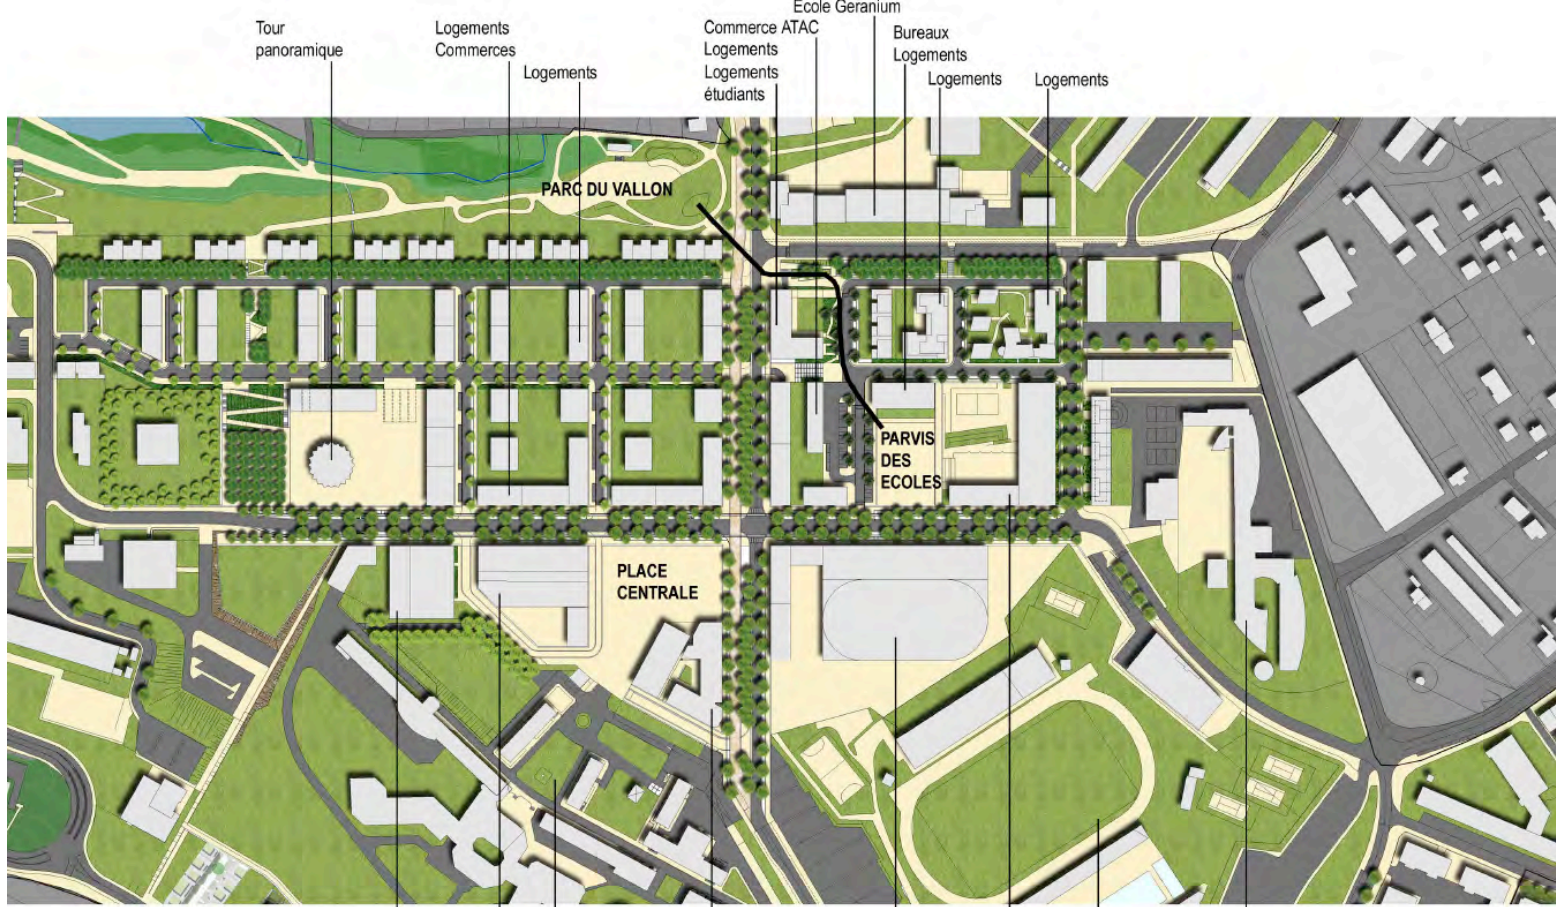 Ecole Geranium
Tour
panoramique
Logements
Commerces
Logements
Commerce ATAC
Logements
Logements
étudiants
Bureaux
Logements
Logements
Logements
PARC DU VALLON
PARVIS
DES
ECOLES
PLACE
CENTRALE